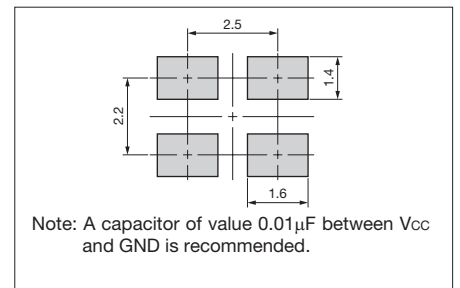 2.5
1.4
2.2
1.6
Note: A capacitor of value 0.01μF between Vcc
and GND is recommended.